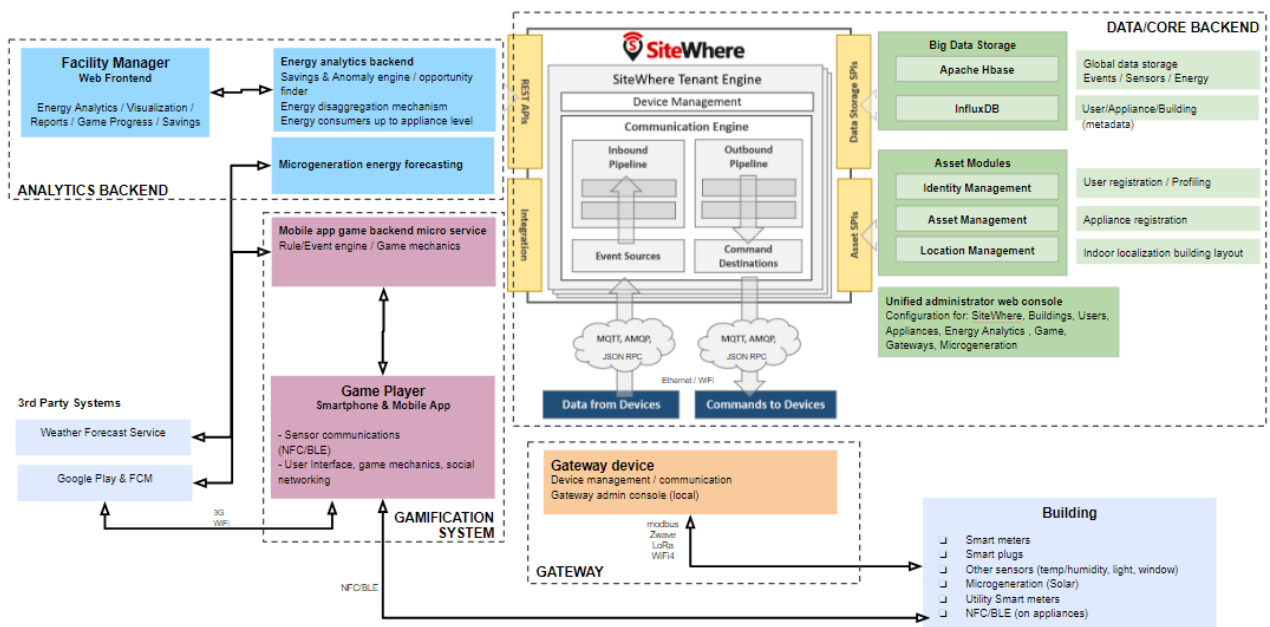 DATA/CORE BACKEND
Facility Manager
Web Frontend
Energy Analytics / Visualization /
Reports / Game Progress / Savings
Energy analytics backend
Savings & Anomaly engine / opportunity
finder
Energy disaggregation mechanism
Energy consumers up to appliance level
Microgeneration energy forecasting
ANALYTICS BACKEND
Mobile app game backend micro service
Rule/Event engine / Game mechanics
Game Player
Smartphone & Mobile App
- Sensor communications
(NFC/BLE)
- User Interface, game mechanics, social
networking
GAMIFICATION
SYSTEM
3rd Party Systems
Weather Forecast Service
Google Play & FCM
3G
WiFi
NFC/BLE
SiteWhere
SiteWhere Tenant Engine
Device Management
Communication Engine
Inbound
Pipeline
Outbound
Pipeline
Event Sources
Command
Destinations
REST APIs
Integration
Data Storage SPIs
Asset SPIs
MQTT, AMQP,
JSON RPC
MQTT, AMQP,
JSON RPC
Ethernet / WiFi
Data from Devices
Commands to Devices
Big Data Storage
Apache Hbase
InfluxDB
Global data storage
Events / Sensors / Energy
User/Appliance/Building
(metadata)
Asset Modules
Identity Management
Asset Management
Location Management
User registration / Profiling
Appliance registration
Indoor localization building layout
Unified administrator web console
Configuration for: SiteWhere, Buildings, Users,
Appliances, Energy Analytics , Game,
Gateways, Microgeneration
Gateway device
Device management / communication
Gateway admin console (local)
modbus
Zwave
LoRa
WiFi4
GATEWAY
Building
Smart meters
Smart plugs
Other sensors (temp/humidity, light, window)
Microgeneration (Solar)
Utility Smart meters
NFC/BLE (on appliances)